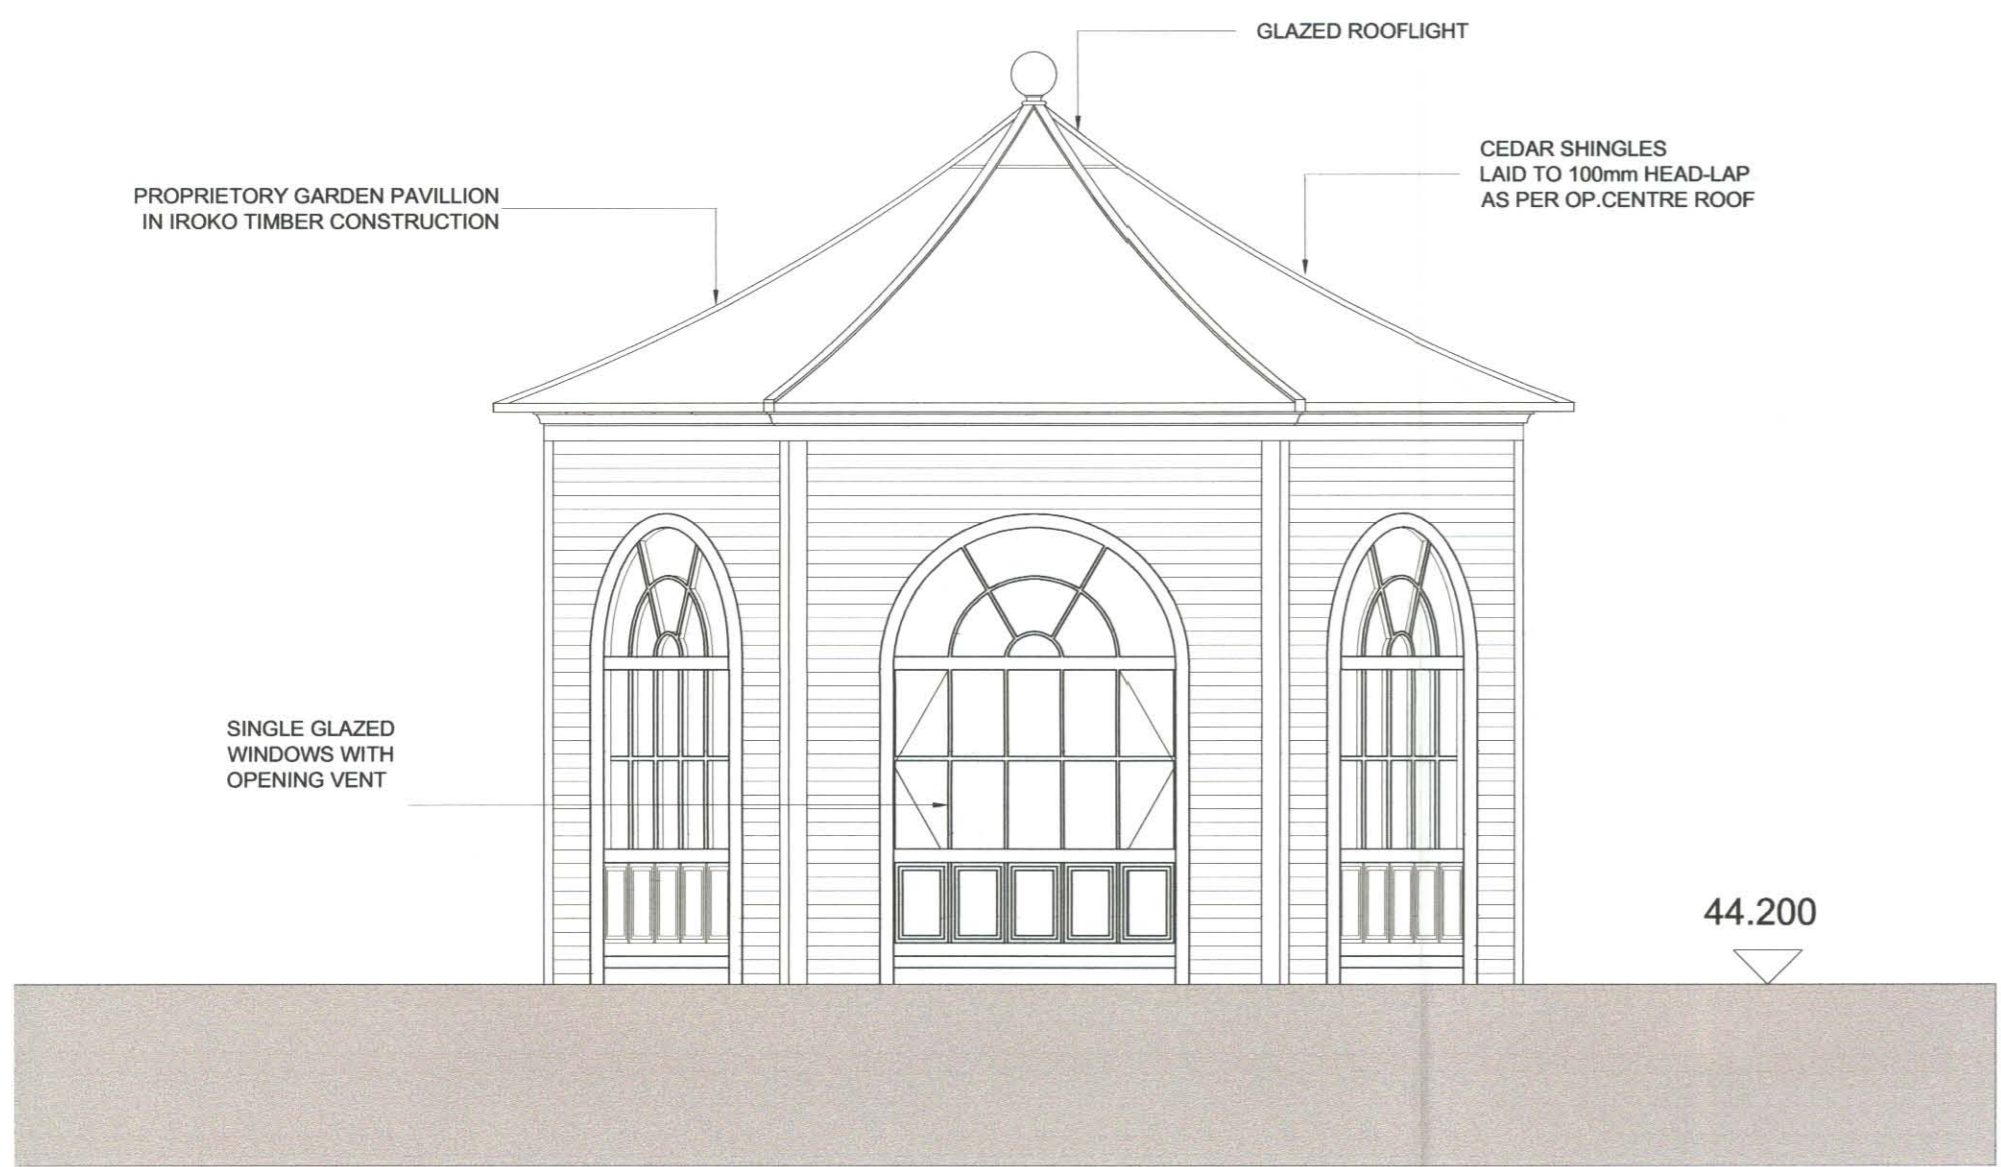 GLAZED ROOFLIGHT
CEDAR SHINGLES
LAID TO 100mm HEAD-LAP
AS PER OP.CENTRE ROOF
PROPRIETORY GARDEN PAVILLION
IN IROKO TIMBER CONSTRUCTION
SINGLE GLAZED
WINDOWS WITH
OPENING VENT
44.200